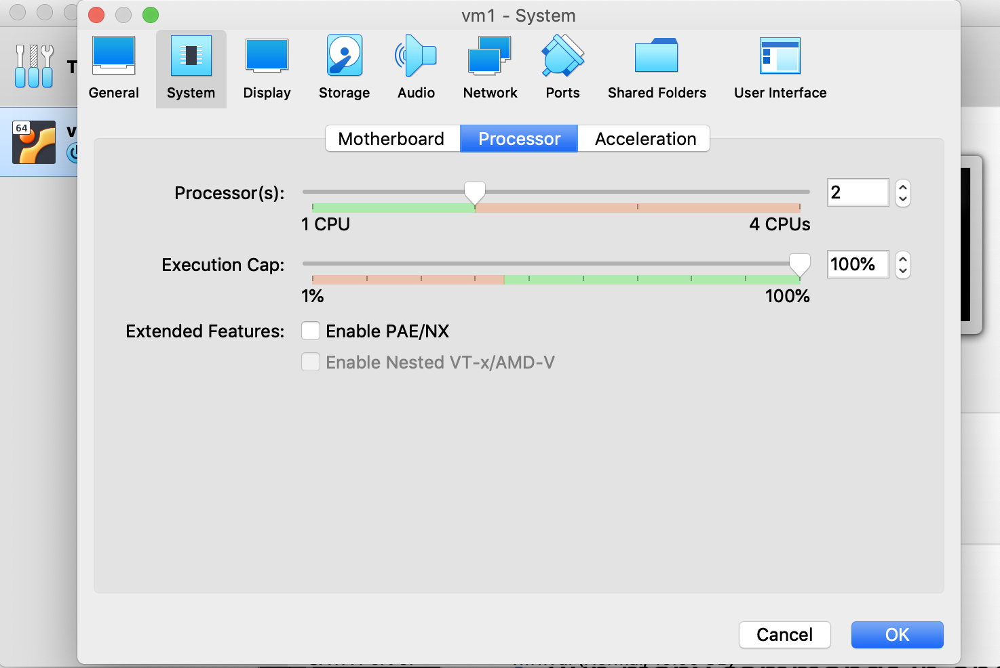 vm1 - System
General
System
Display
Storage
Audio
Network
Ports
Shared Folders
User Interface
64
Motherboard
Processor
Acceleration
Processor(s):
2
1 CPU
4 CPUs
Execution Cap:
100%
1%
100%
Extended Features:
Enable PAE/NX
Enable Nested VT-x/AMD-V
Cancel
OK